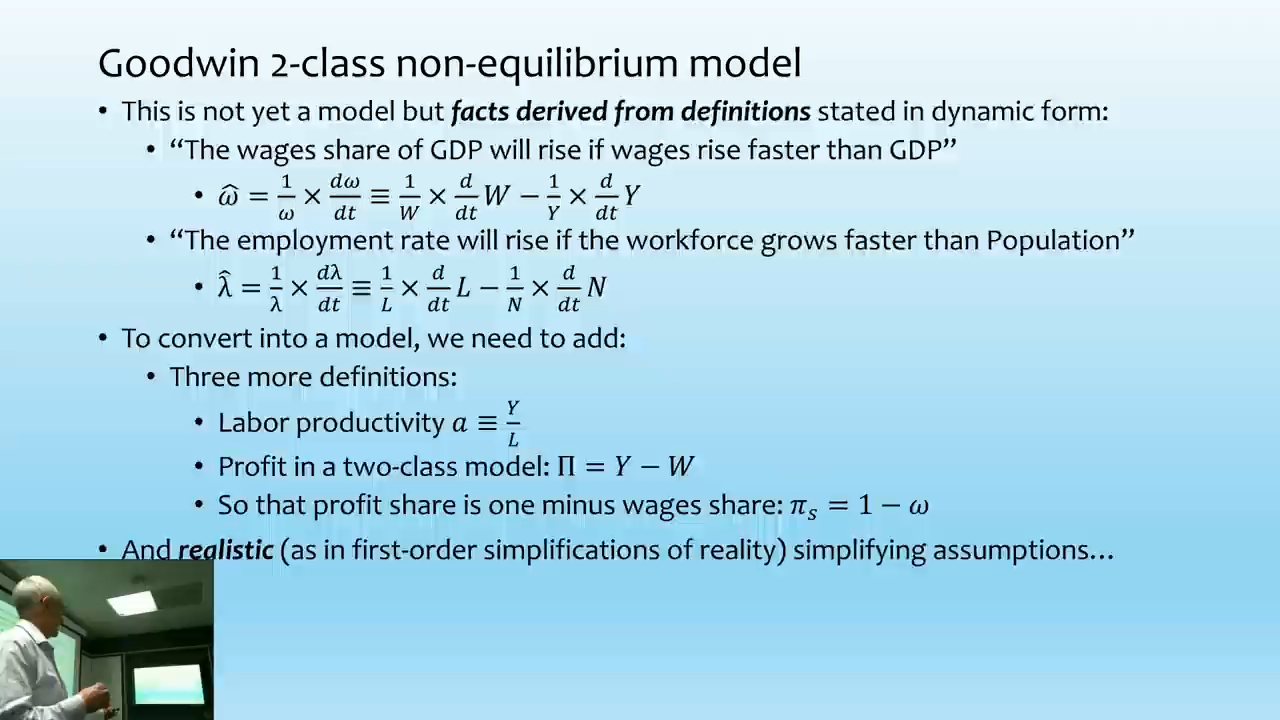 Goodwin 2-class non-equilibrium model
• This is not yet a model but facts derived from definitions stated in dynamic form:
• “The wages share of GDP will rise if wages rise faster than GDP”
• ω̂ = 1/ω × dω/dt ≡ 1/W × d/dt W − 1/Y × d/dt Y
• “The employment rate will rise if the workforce grows faster than Population”
• λ̂ = 1/λ × dλ/dt ≡ 1/L × d/dt L − 1/N × d/dt N
• To convert into a model, we need to add:
• Three more definitions:
• Labor productivity a ≡ Y/L
• Profit in a two-class model: Π = Y − W
• So that profit share is one minus wages share: πₛ = 1 − ω
• And realistic (as in first-order simplifications of reality) simplifying assumptions…